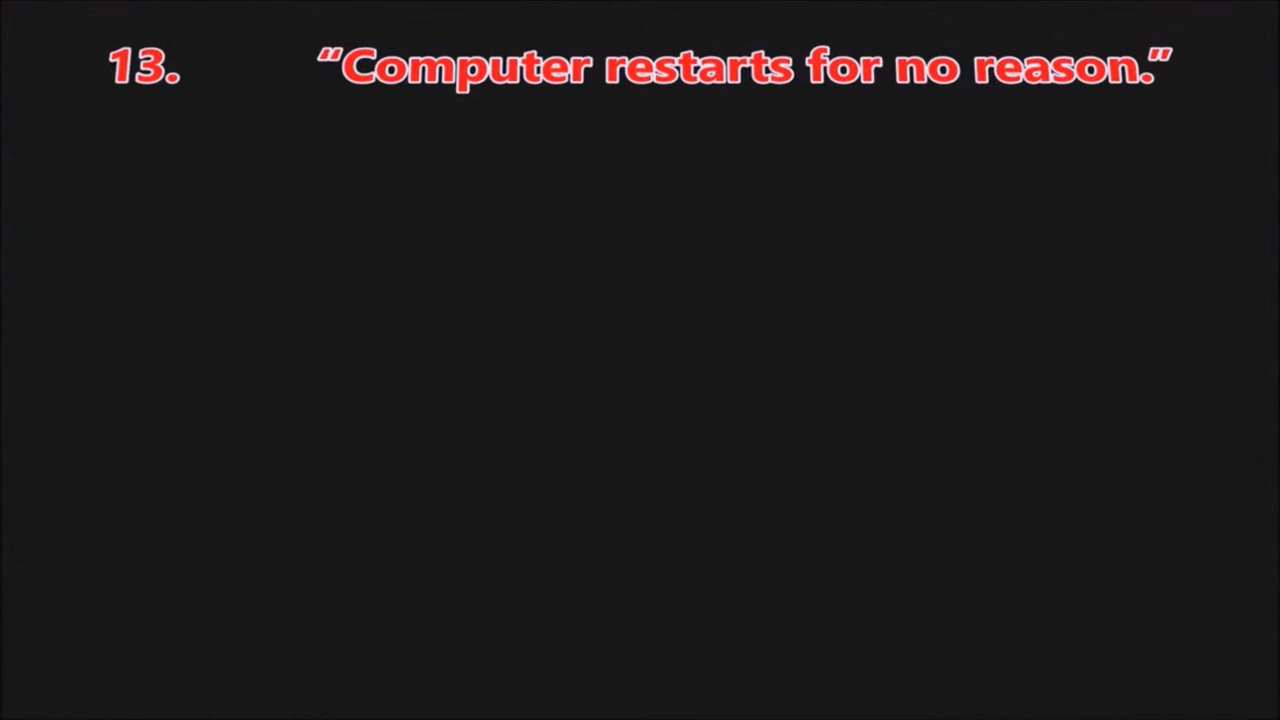 13. “Computer restarts for no reason.”